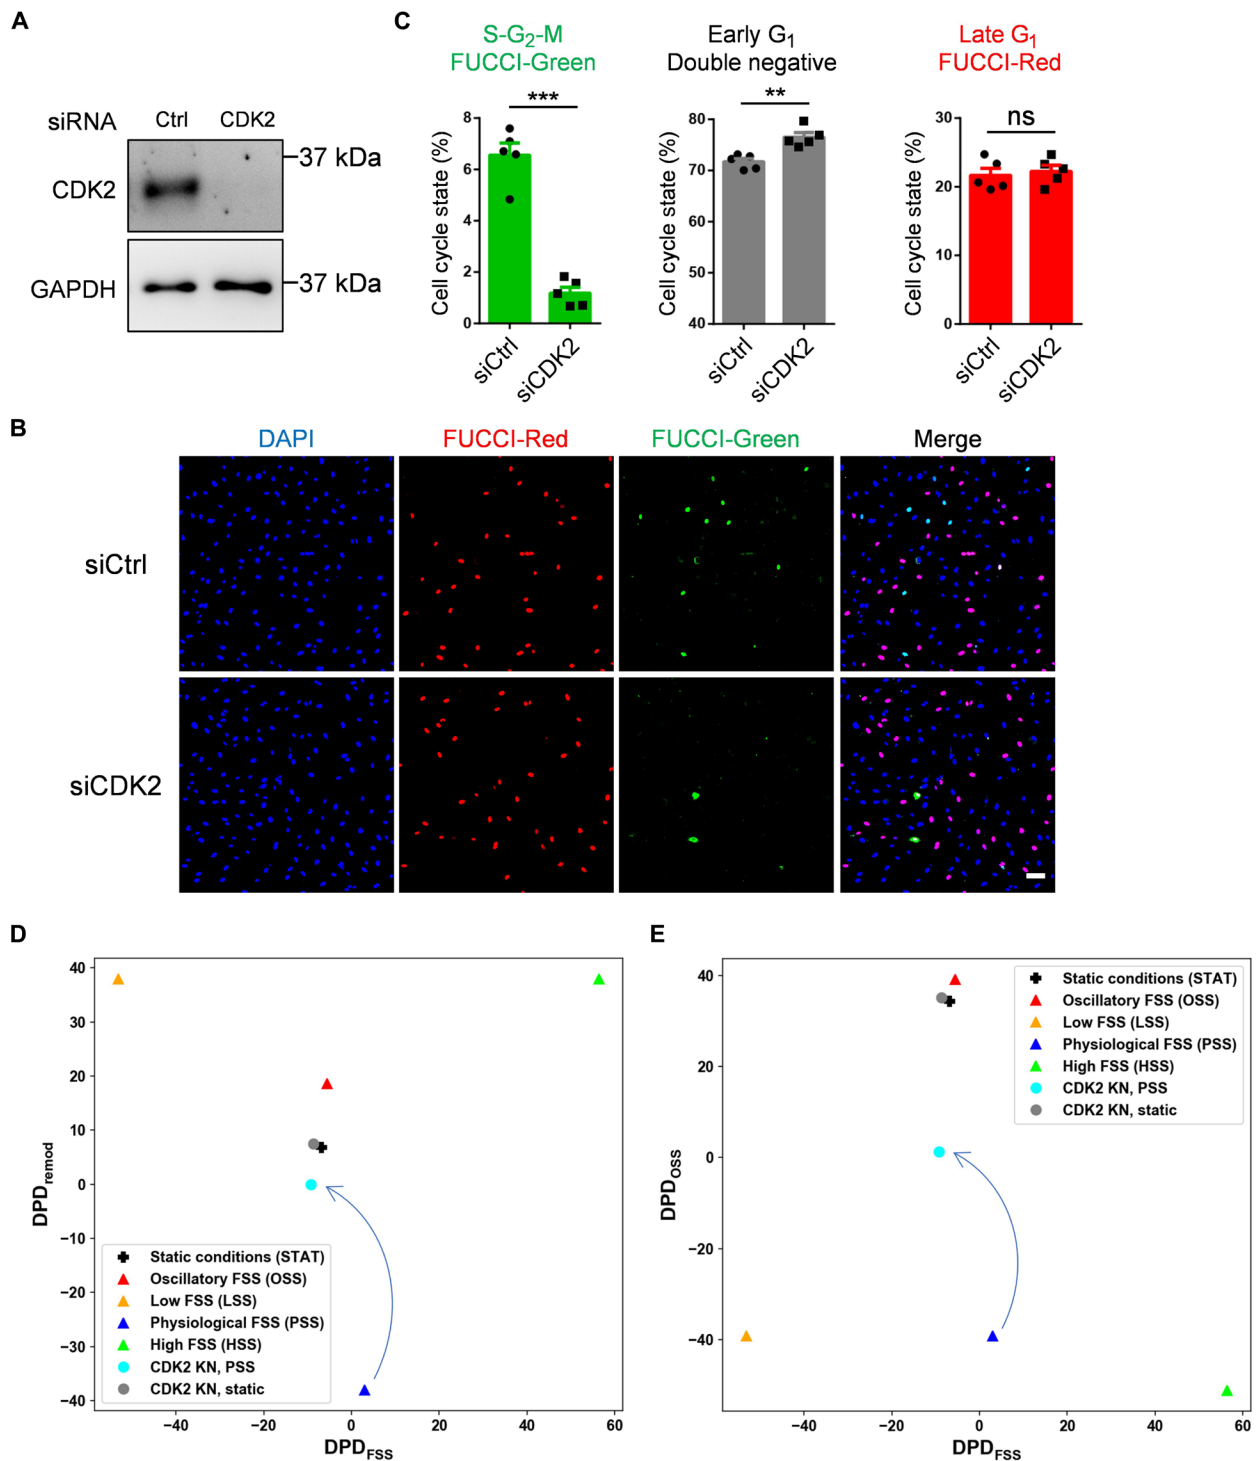 A
siRNA Ctrl CDK2
37 kDa
CDK2
GAPDH
37 kDa
C
S-G2-M
FUCCI-Green
***
Cell cycle state (%)
8
6
4
2
0
siCtrl
siCDK2
Early G1
Double negative
**
Cell cycle state (%)
80
70
60
50
40
siCtrl
siCDK2
Late G1
FUCCI-Red
ns
Cell cycle state (%)
30
20
10
0
siCtrl
siCDK2
B
DAPI FUCCI-Red FUCCI-Green Merge
siCtrl
siCDK2
D
DPDremod
40
30
20
10
0
−10
−20
−30
−40
Static conditions (STAT)
Oscillatory FSS (OSS)
Low FSS (LSS)
Physiological FSS (PSS)
High FSS (HSS)
CDK2 KN, PSS
CDK2 KN, static
−40 −20 0 20 40 60
DPDFSS
E
DPDOSS
40
20
0
−20
−40
Static conditions (STAT)
Oscillatory FSS (OSS)
Low FSS (LSS)
Physiological FSS (PSS)
High FSS (HSS)
CDK2 KN, PSS
CDK2 KN, static
−40 −20 0 20 40 60
DPDFSS